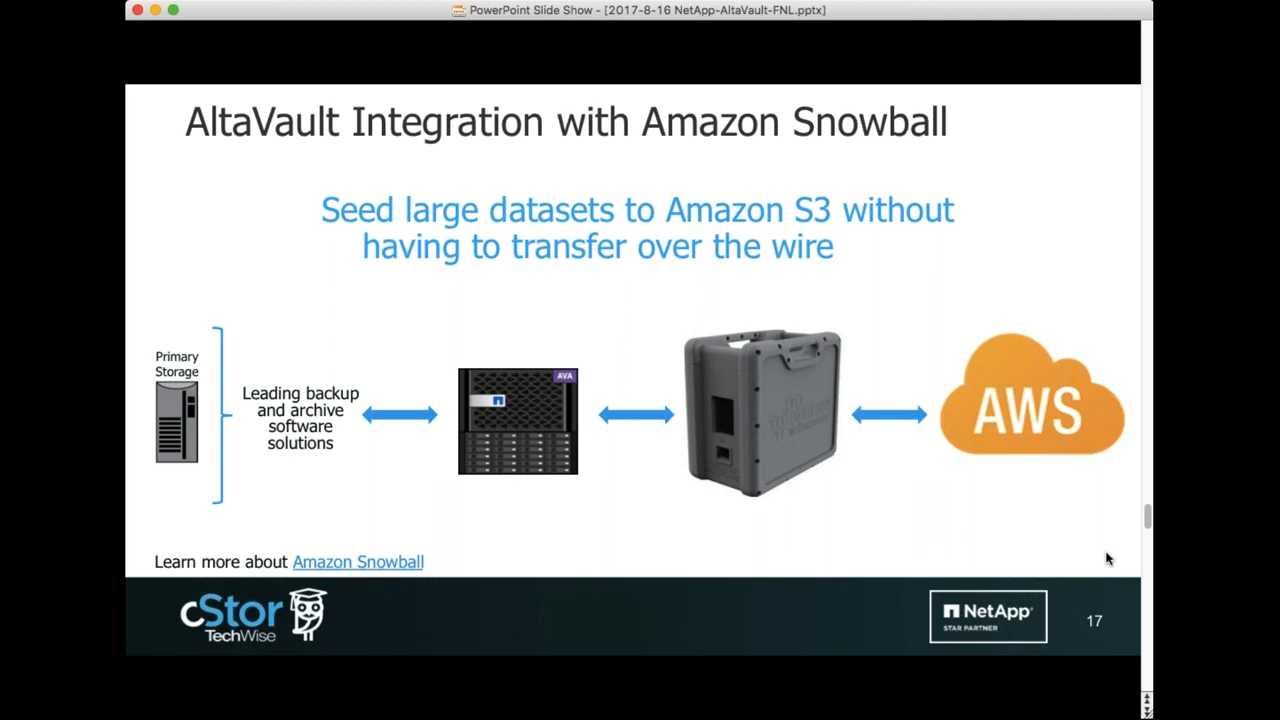 PowerPoint Slide Show - [2017-8-16 NetApp-AltaVault-FNL.pptx]
AltaVault Integration with Amazon Snowball
Seed large datasets to Amazon S3 without
having to transfer over the wire
Primary
Storage
Leading backup
and archive
software
solutions
AVA
AWS
Learn more about Amazon Snowball
cStor
TechWise
NetApp
STAR PARTNER
17